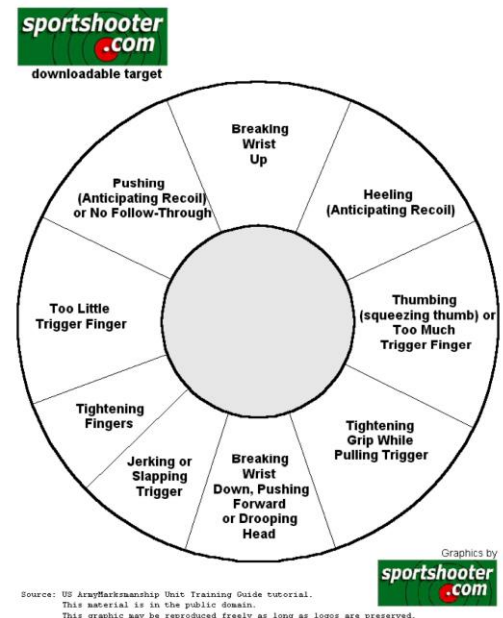 sportshooter
.com
downloadable target
Breaking
Wrist
Up
Pushing
(Anticipating Recoil)
or No Follow-Through
Heeling
(Anticipating Recoil)
Too Little
Trigger Finger
Thumbing
(squeezing thumb) or
Too Much
Trigger Finger
Tightening
Fingers
Jerking or
Slapping
Trigger
Breaking
Wrist
Down, Pushing
Forward
or Drooping
Head
Tightening
Grip While
Pulling Trigger
Graphics by
sportshooter
.com
Source: US ArmyMarksmanship Unit Training Guide tutorial.
This material is in the public domain.
This graphic may be reproduced freely as long as logos are preserved.